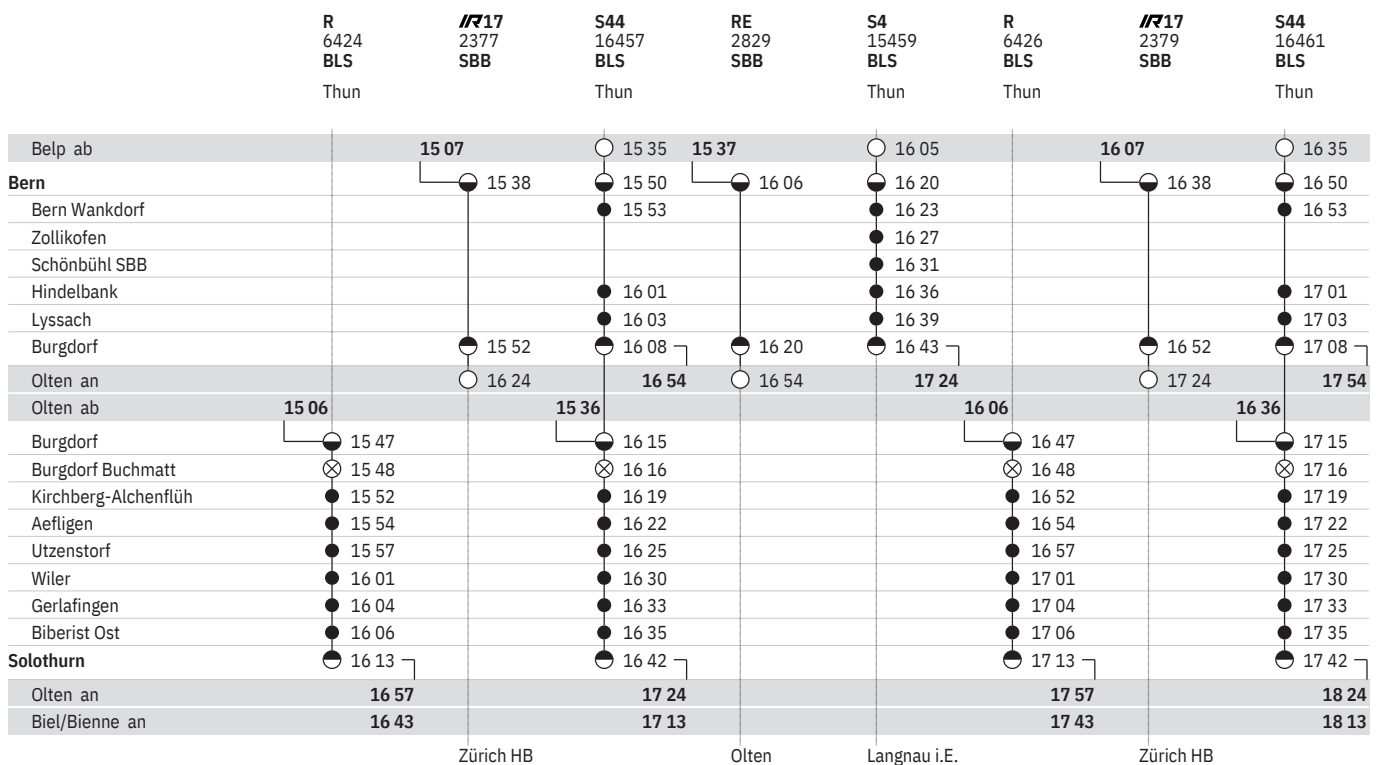 R IR17 S44 RE S4 R IR17 S44
6424 2377 16457 2829 15459 6426 2379 16461
BLS SBB BLS SBB BLS BLS SBB BLS
Thun Thun Thun Thun Thun
Belp ab 15 07 15 35 15 37 16 05 16 07 16 35
Bern 15 38 15 50 16 06 16 20 16 38 16 50
Bern Wankdorf 15 53 16 23 16 53
Zollikofen 16 27
Schönbühl SBB 16 31
Hindelbank 16 01 16 36 17 01
Lyssach 16 03 16 39 17 03
Burgdorf 15 52 16 08 16 20 16 43 16 52 17 08
Olten an 16 24 16 54 16 54 17 24 17 24 17 54
Olten ab 15 06 15 36 16 06 16 36
Burgdorf 15 47 16 15 16 47 17 15
Burgdorf Buchmatt 15 48 16 16 16 48 17 16
Kirchberg-Alchenflüh 15 52 16 19 16 52 17 19
Aefligen 15 54 16 22 16 54 17 22
Utzenstorf 15 57 16 25 16 57 17 25
Wiler 16 01 16 30 17 01 17 30
Gerlafingen 16 04 16 33 17 04 17 33
Biberist Ost 16 06 16 35 17 06 17 35
Solothurn 16 13 16 42 17 13 17 42
Olten an 16 57 17 24 17 57 18 24
Biel/Bienne an 16 43 17 13 17 43 18 13
Zürich HB Olten Langnau i.E. Zürich HB